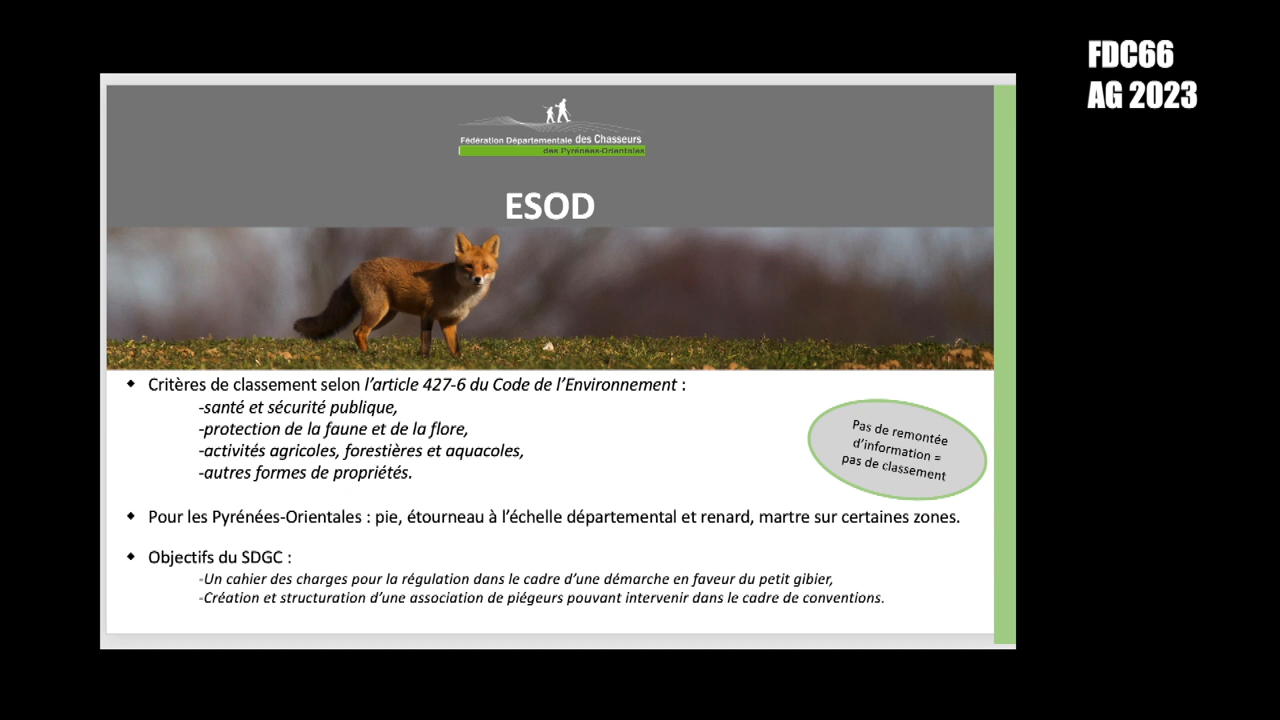 FDC66
AG 2023
Fédération Départementale des Chasseurs
des Pyrénées-Orientales
ESOD
Critères de classement selon l’article 427-6 du Code de l’Environnement :
-santé et sécurité publique,
-protection de la faune et de la flore,
-activités agricoles, forestières et aquacoles,
-autres formes de propriétés.
Pas de remontée
d’information =
pas de classement
Pour les Pyrénées-Orientales : pie, étourneau à l’échelle départemental et renard, martre sur certaines zones.
Objectifs du SDGC :
-Un cahier des charges pour la régulation dans le cadre d’une démarche en faveur du petit gibier,
-Création et structuration d’une association de piégeurs pouvant intervenir dans le cadre de conventions.